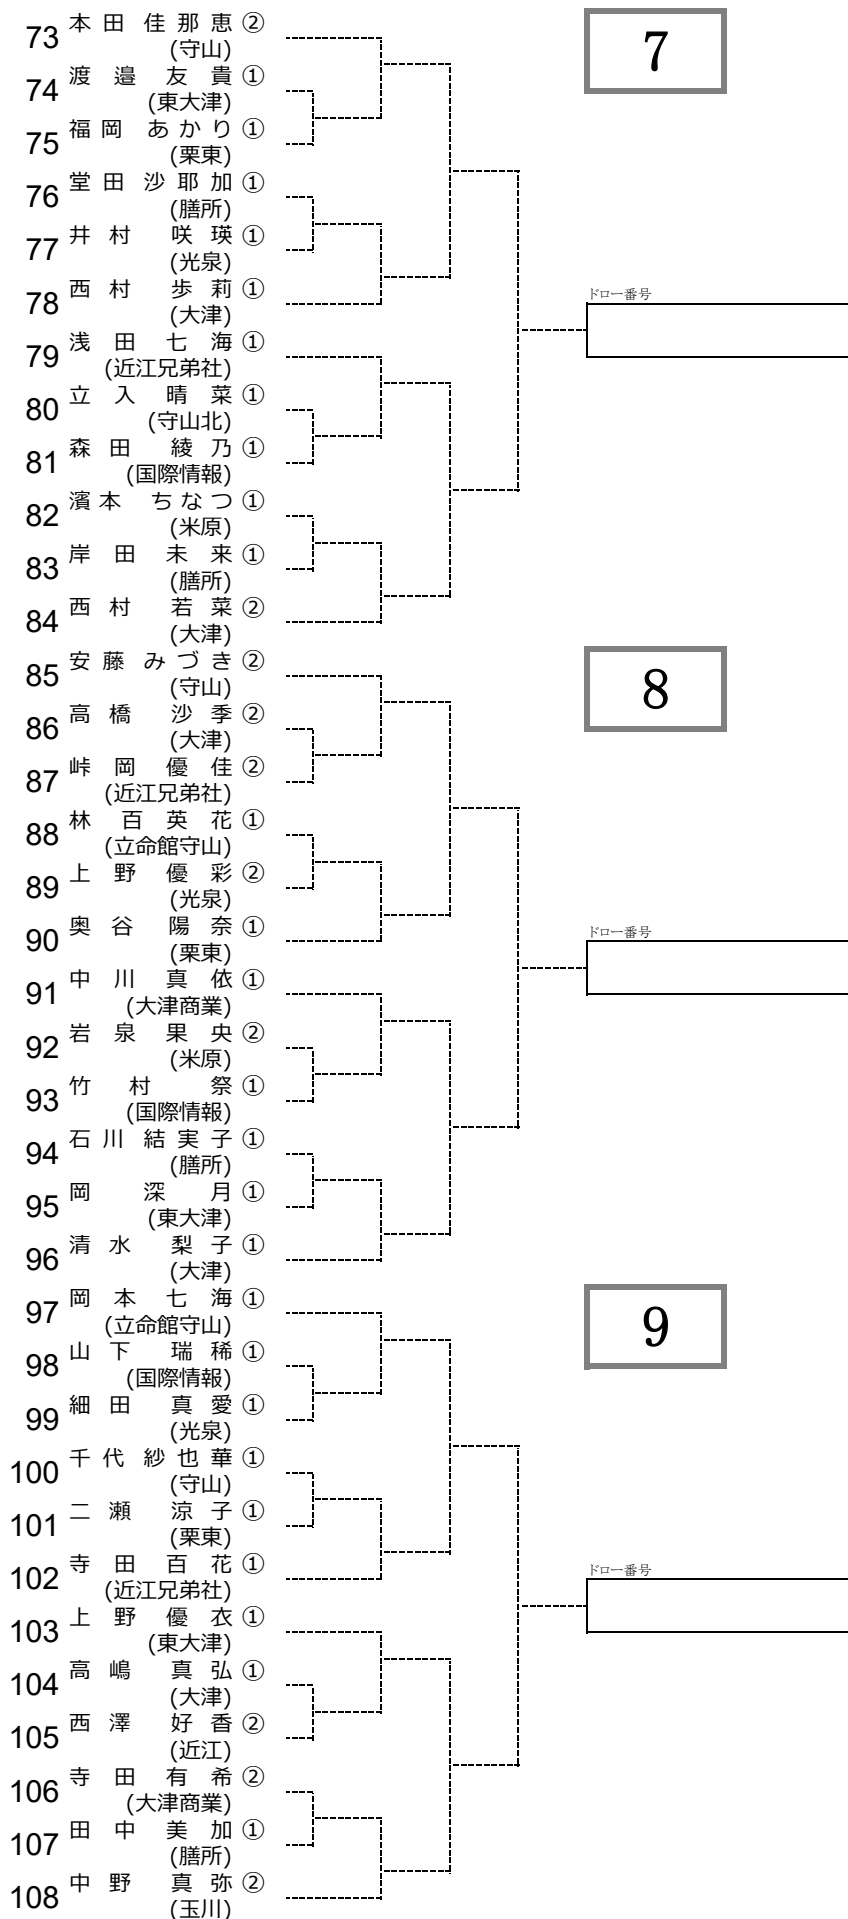 73 本田 佳那恵 ②
(守山)
7
74 渡邉 友貴 ①
(東大津)
75 福岡 あかり ①
(栗東)
76 堂田 沙耶加 ①
(膳所)
77 井村 咲瑛 ①
(光泉)
78 西村 歩莉 ①
(大津)
ドロー番号
79 浅田 七海 ①
(近江兄弟社)
80 立入 晴菜 ①
(守山北)
81 森田 綾乃 ①
(国際情報)
82 濱本 ちなつ ①
(米原)
83 岸田 未来 ①
(膳所)
84 西村 若菜 ②
(大津)
85 安藤 みづき ②
(守山)
8
86 高橋 沙季 ②
(大津)
87 峠岡 優佳 ②
(近江兄弟社)
88 林 百英花 ①
(立命館守山)
89 上野 優彩 ②
(光泉)
90 奥谷 陽奈 ①
(栗東)
ドロー番号
91 中川 真依 ①
(大津商業)
92 岩泉 果央 ②
(米原)
93 竹村 祭 ①
(国際情報)
94 石川 結実子 ①
(膳所)
95 岡 深月 ①
(東大津)
96 清水 梨子 ①
(大津)
97 岡本 七海 ①
(立命館守山)
9
98 山下 瑞稀 ①
(国際情報)
99 細田 真愛 ①
(光泉)
100 千代 紗也華 ①
(守山)
101 二瀬 涼子 ①
(栗東)
102 寺田 百花 ①
(近江兄弟社)
ドロー番号
103 上野 優衣 ①
(東大津)
104 高嶋 真弘 ①
(大津)
105 西澤 好香 ②
(近江)
106 寺田 有希 ②
(大津商業)
107 田中 美加 ①
(膳所)
108 中野 真弥 ②
(玉川)